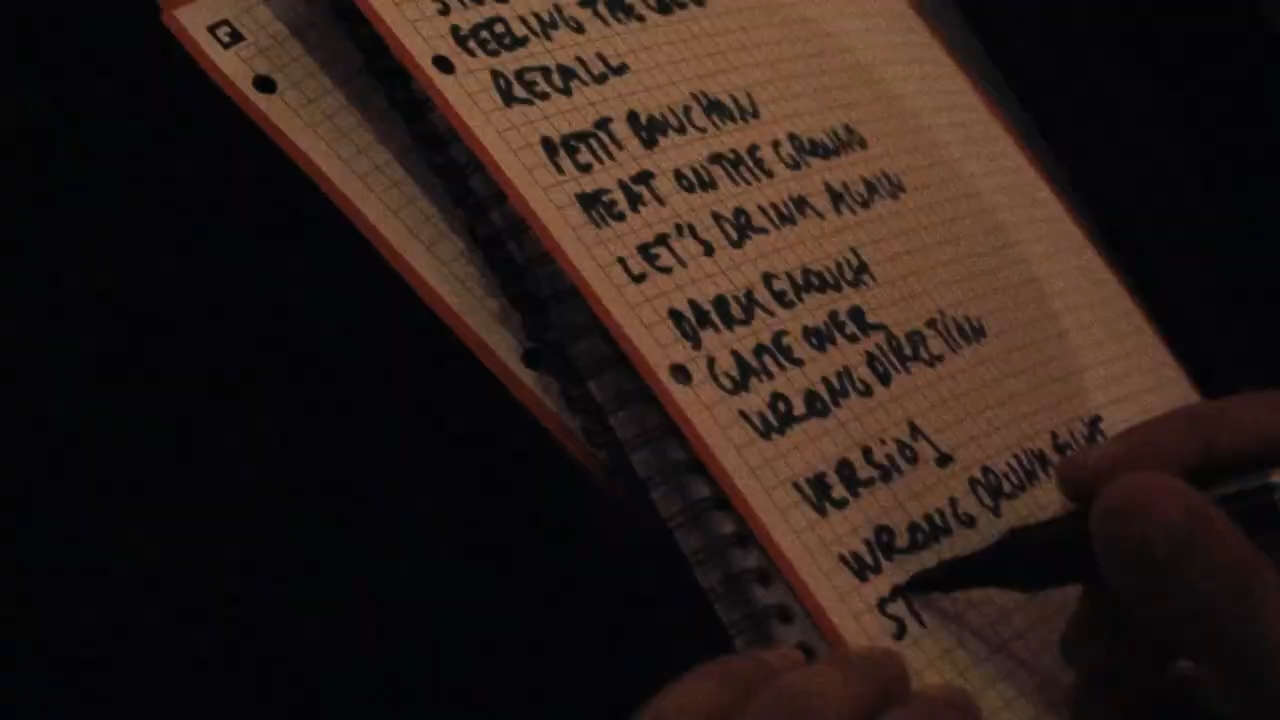 FEELING THE
RECALL
PETIT BOUCHON
MEAT ON THE GROUND
LET'S DRINK AGAIN
DARK ENOUGH
GAME OVER
WRONG DIRECTION
VERSION
WRONG DRUNK
ST